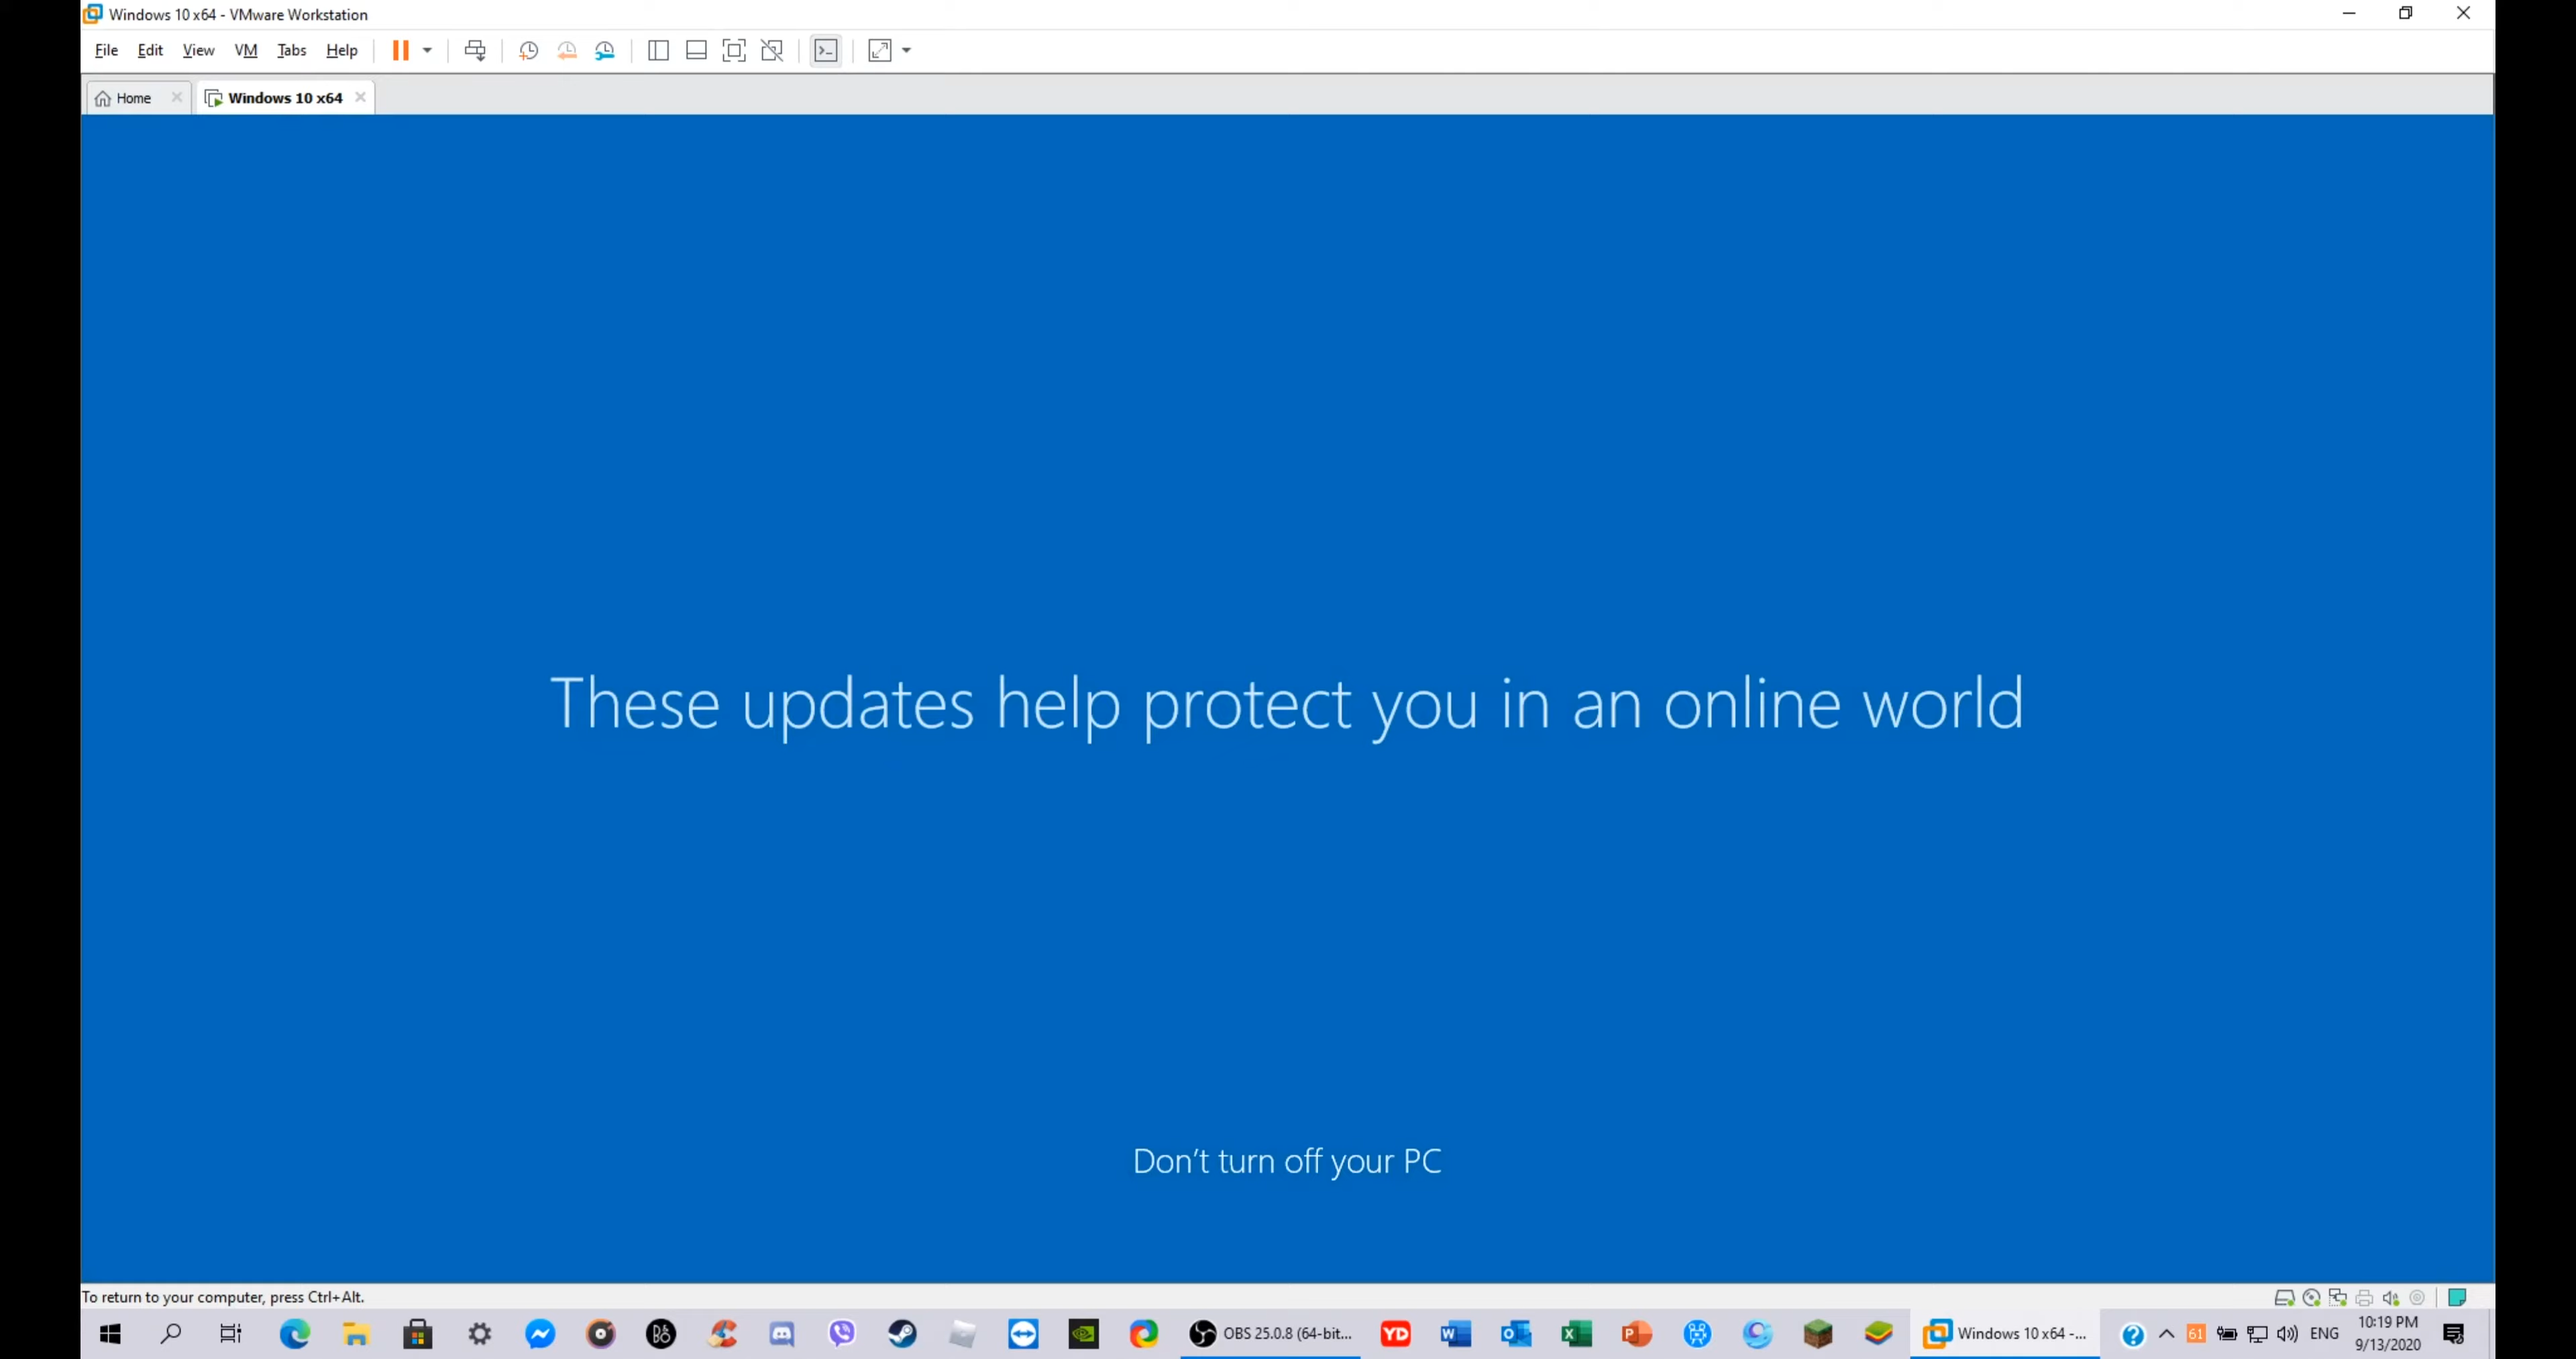 Windows 10 x64 - VMware Workstation
File Edit View VM Tabs Help
Home Windows 10 x64
These updates help protect you in an online world
Don't turn off your PC
To return to your computer, press Ctrl+Alt.
OBS 25.0.8 (64-bit... YD Windows 10 x64 -... 61 ENG 10:19 PM
9/13/2020